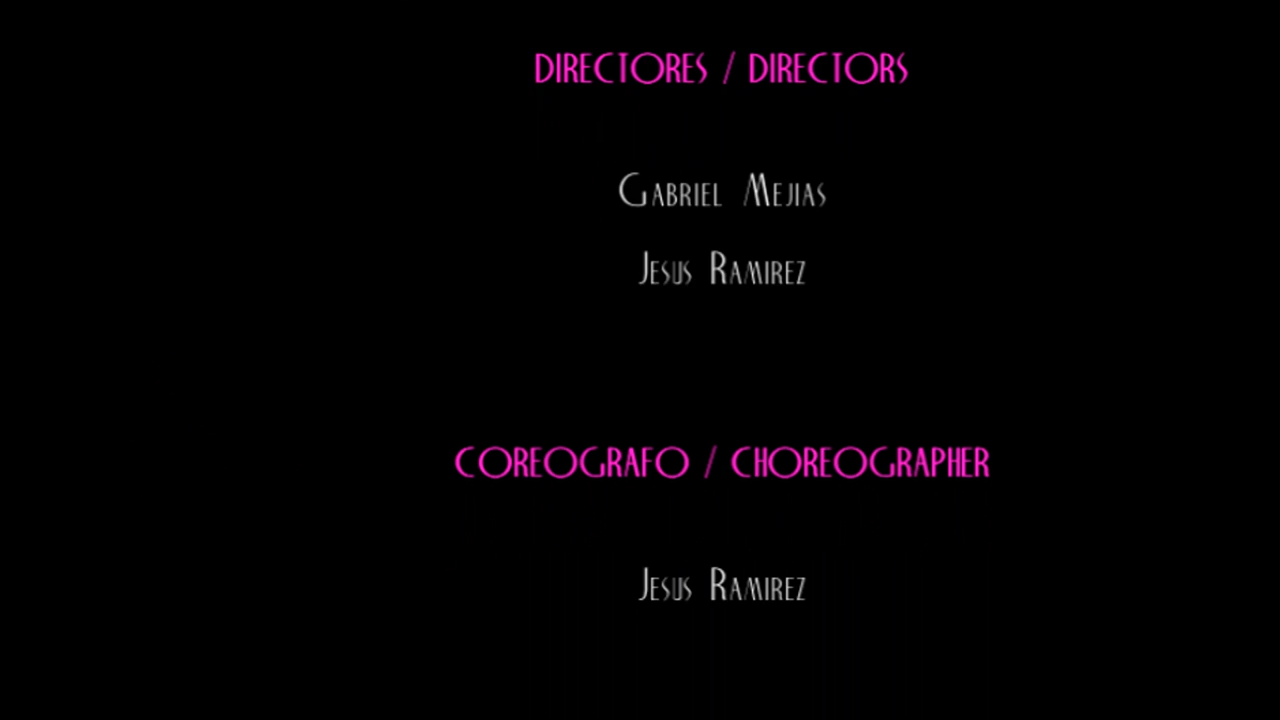 DIRECTORES / DIRECTORS
Gabriel Mejias
Jesus Ramirez
COREOGRAFO / CHOREOGRAPHER
Jesus Ramirez